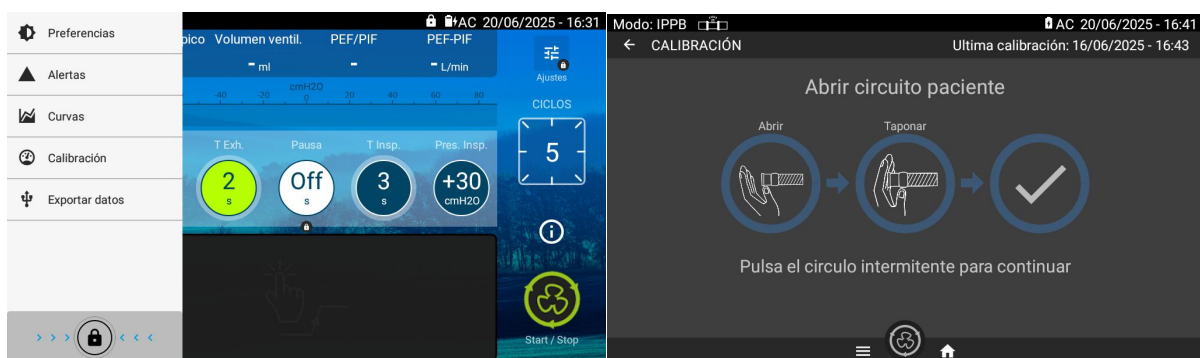 AC 20/06/2025 - 16:31
Preferencias
Alertas
Curvas
Calibración
Exportar datos
pico Volumen ventil. PEF/PIF PEF-PIF
- ml - - L/min
cmH2O
-40 -20 0 20 40 60 80
T Exh. Pausa T Insp. Pres. Insp.
2 s Off s 3 s +30 cmH2O
Ajustes
CICLOS
5
Start / Stop
Modo: IPPB AC 20/06/2025 - 16:41
CALIBRACIÓN Ultima calibración: 16/06/2025 - 16:43
Abrir circuito paciente
Abrir Taponar
Pulsa el circulo intermitente para continuar